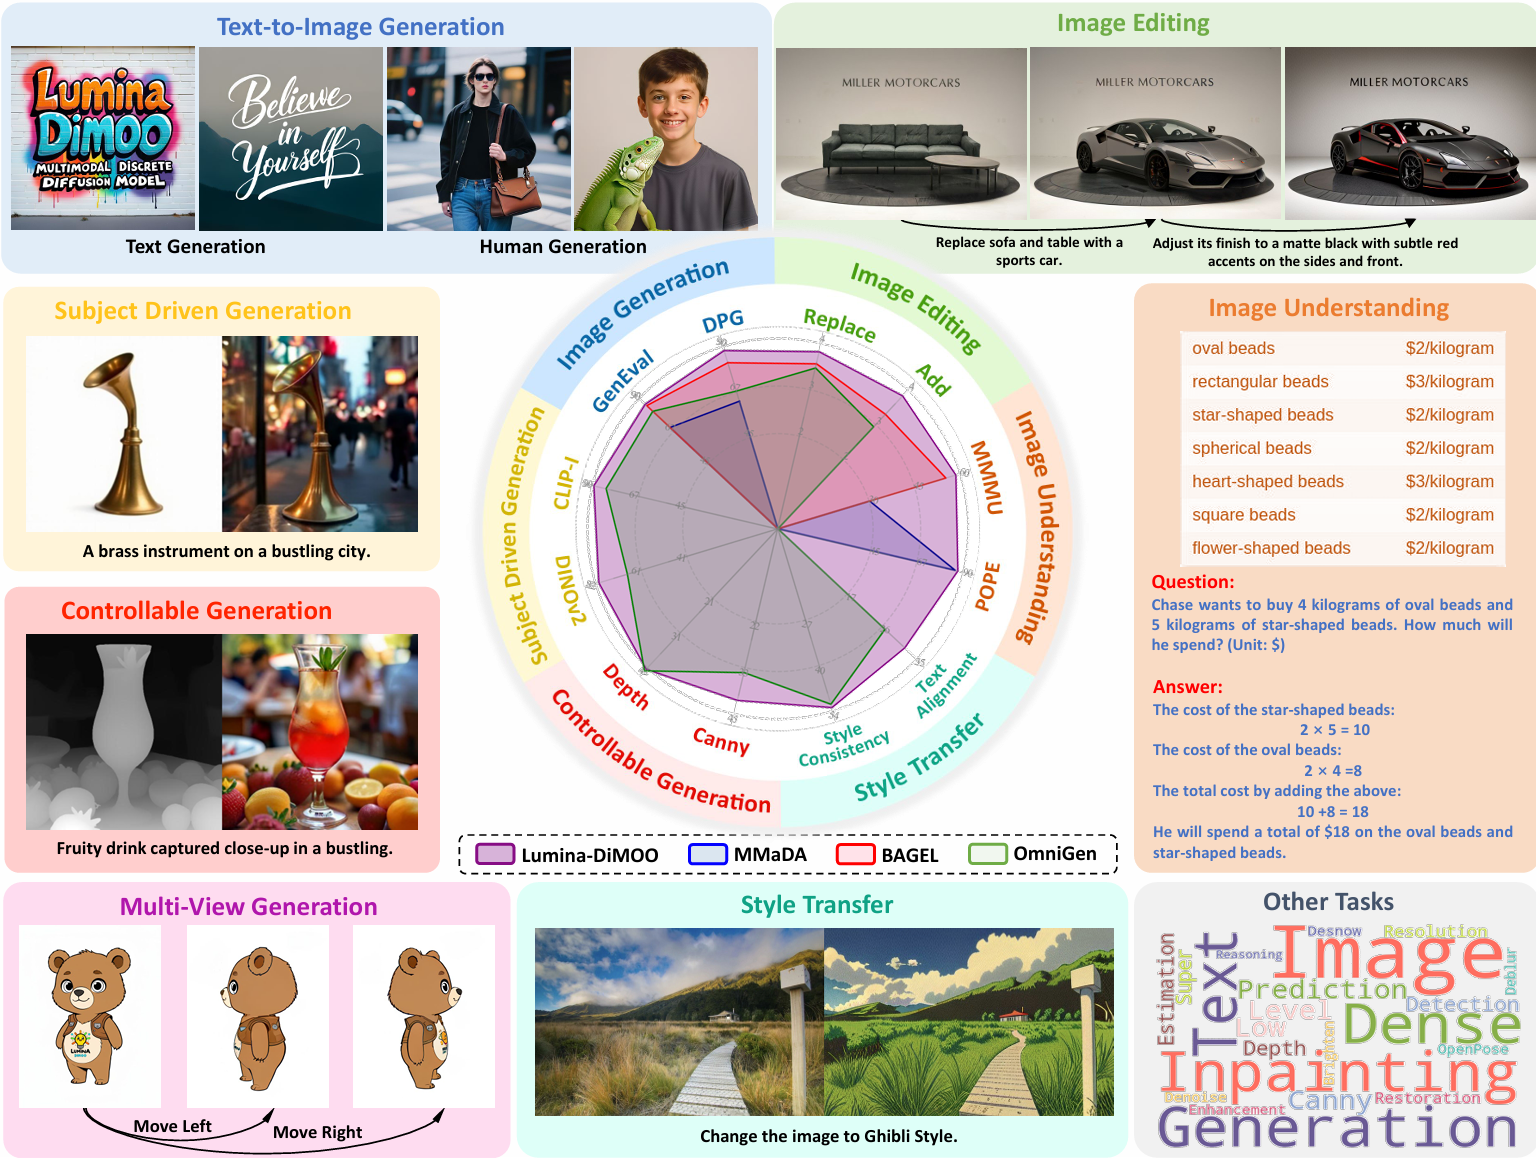 Text-to-Image Generation
Lumina
DiMOO
MULTIMODAL DISCRETE
DIFFUSION MODEL
Believe
in
Yourself
Text Generation
Human Generation
Image Editing
MILLER MOTORCARS
MILLER MOTORCARS
MILLER MOTORCARS
Replace sofa and table with a
sports car.
Adjust its finish to a matte black with subtle red
accents on the sides and front.
Subject Driven Generation
A brass instrument on a bustling city.
Controllable Generation
Fruity drink captured close-up in a bustling.
Image Generation
Image Editing
Image Understanding
Style Transfer
Controllable Generation
Subject Driven Generation
DPG
Replace
Add
MMMU
POPE
Text
Alignment
Style
Consistency
Canny
Depth
DINOv2
CLIP-I
GenEval
Lumina-DiMOO
MMaDA
BAGEL
OmniGen
Image Understanding
oval beads $2/kilogram
rectangular beads $3/kilogram
star-shaped beads $2/kilogram
spherical beads $2/kilogram
heart-shaped beads $3/kilogram
square beads $2/kilogram
flower-shaped beads $2/kilogram
Question:
Chase wants to buy 4 kilograms of oval beads and
5 kilograms of star-shaped beads. How much will
he spend? (Unit: $)
Answer:
The cost of the star-shaped beads:
2 × 5 = 10
The cost of the oval beads:
2 × 4 =8
The total cost by adding the above:
10 +8 = 18
He will spend a total of $18 on the oval beads and
star-shaped beads.
Multi-View Generation
LUMINA
Move Left
Move Right
Style Transfer
Change the image to Ghibli Style.
Other Tasks
Estimation
Super
Text
Reasoning
Image
Desnow
Resolution
Deblur
Prediction
Detection
Level
Low
Dense
Depth
Brighten
OpenPose
Inpainting
Denoise
Canny
Restoration
Enhancement
Generation